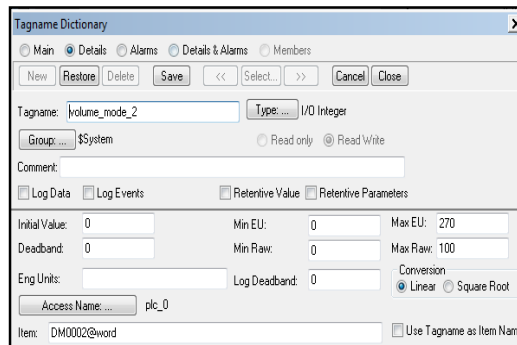 Tagname Dictionary X
Main Details Alarms Details & Alarms Members
New Restore Delete Save << Select... >> Cancel Close
Tagname: volume_mode_2 Type: ... I/O Integer
Group: ... $System Read only Read Write
Comment:
Log Data Log Events Retentive Value Retentive Parameters
Initial Value: 0 Min EU: 0 Max EU: 270
Deadband: 0 Min Raw: 0 Max Raw: 100
Eng Units: Log Deadband: 0 Conversion
Linear Square Root
Access Name: ... plc_0
Item: DM0002@word Use Tagname as Item Nam